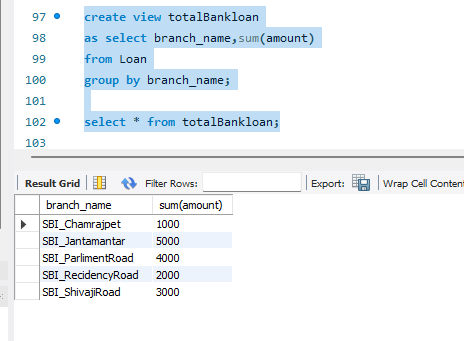 97 create view totalBankloan
98 as select branch_name,sum(amount)
99 from Loan
100 group by branch_name;
101
102 select * from totalBankloan;
103
Result Grid Filter Rows: Export: Wrap Cell Conten
branch_name sum(amount)
SBI_Chamrajpet 1000
SBI_Jantamantar 5000
SBI_ParlimentRoad 4000
SBI_RecidencyRoad 2000
SBI_ShivajiRoad 3000